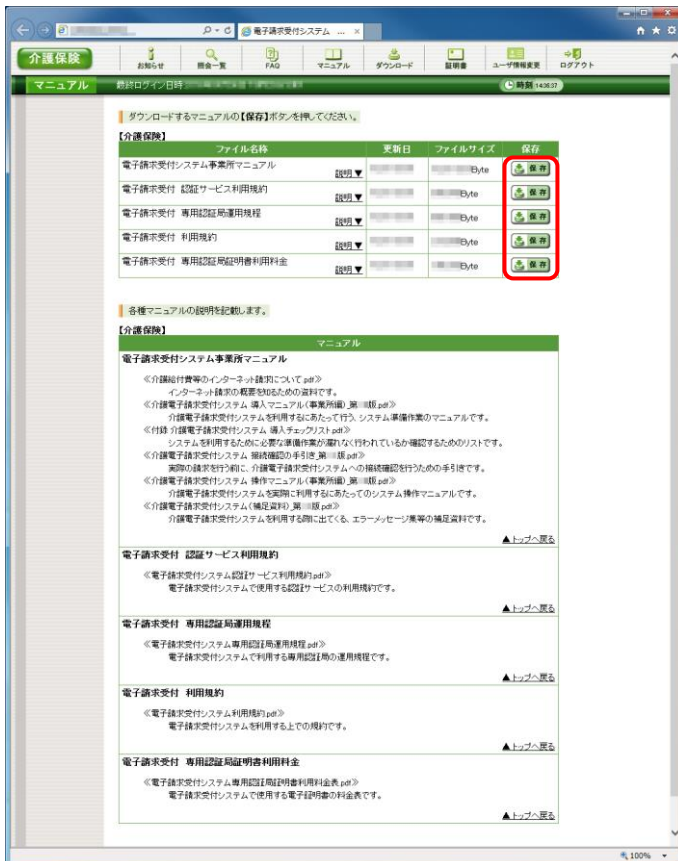 電子請求受付システム ... ×
介護保険
お知らせ
照会一覧
FAQ
マニュアル
ダウンロード
証明書
ユーザ情報変更
ログアウト
マニュアル
最終ログイン日時
時刻 14:36:37
ダウンロードするマニュアルの【保存】ボタンを押してください。
【介護保険】
ファイル名称 更新日 ファイルサイズ 保存
電子請求受付システム事業所マニュアル 説明▼ Byte 保存
電子請求受付 認証サービス利用規約 説明▼ Byte 保存
電子請求受付 専用認証局運用規程 説明▼ Byte 保存
電子請求受付 利用規約 説明▼ Byte 保存
電子請求受付 専用認証局証明書利用料金 説明▼ Byte 保存
各種マニュアルの説明を記載します。
【介護保険】
マニュアル
電子請求受付システム事業所マニュアル
≪介護給付費等のインターネット請求について.pdf≫
インターネット請求の概要を知るための資料です。
≪介護電子請求受付システム 導入マニュアル(事業所編)_第 版.pdf≫
介護電子請求受付システムを利用するにあたって行う、システム準備作業のマニュアルです。
≪付録 介護電子請求受付システム 導入チェックリスト.pdf≫
システムを利用するために必要な準備作業が漏れなく行われているか確認するためのリストです。
≪介護電子請求受付システム 接続確認の手引き_第 版.pdf≫
実際の請求を行う前に、介護電子請求受付システムへの接続確認を行うための手引きです。
≪介護電子請求受付システム 操作マニュアル(事業所編)_第 版.pdf≫
介護電子請求受付システムを実際に利用するにあたってのシステム操作マニュアルです。
≪介護電子請求受付システム(補足資料)_第 版.pdf≫
介護電子請求受付システムを利用する際に出てくる、エラーメッセージ集等の補足資料です。
▲トップへ戻る
電子請求受付 認証サービス利用規約
≪電子請求受付システム認証サービス利用規約.pdf≫
電子請求受付システムで使用する認証サービスの利用規約です。
▲トップへ戻る
電子請求受付 専用認証局運用規程
≪電子請求受付システム専用認証局運用規程.pdf≫
電子請求受付システムで利用する専用認証局の運用規程です。
▲トップへ戻る
電子請求受付 利用規約
≪電子請求受付システム利用規約.pdf≫
電子請求受付システムを利用する上での規約です。
▲トップへ戻る
電子請求受付 専用認証局証明書利用料金
≪電子請求受付システム専用認証局証明書利用料金表.pdf≫
電子請求受付システムで使用する電子証明書の料金表です。
▲トップへ戻る
100%